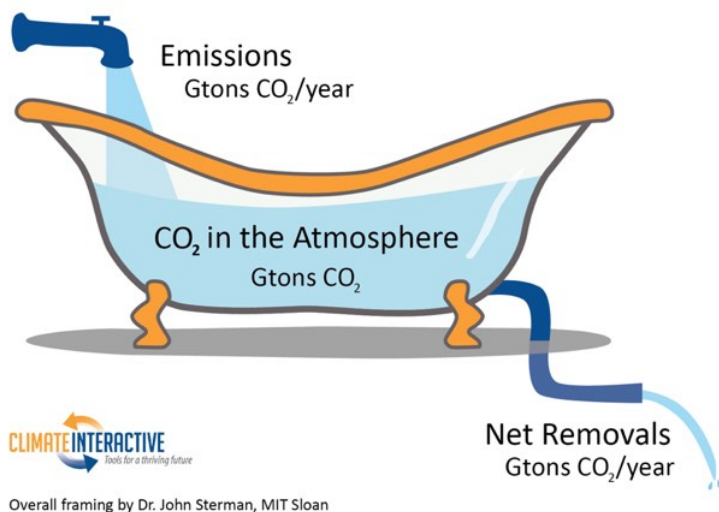 Emissions
Gtons CO₂/year
CO₂ in the Atmosphere
Gtons CO₂
Net Removals
Gtons CO₂/year
CLIMATEINTERACTIVE
Tools for a thriving future
Overall framing by Dr. John Sterman, MIT Sloan